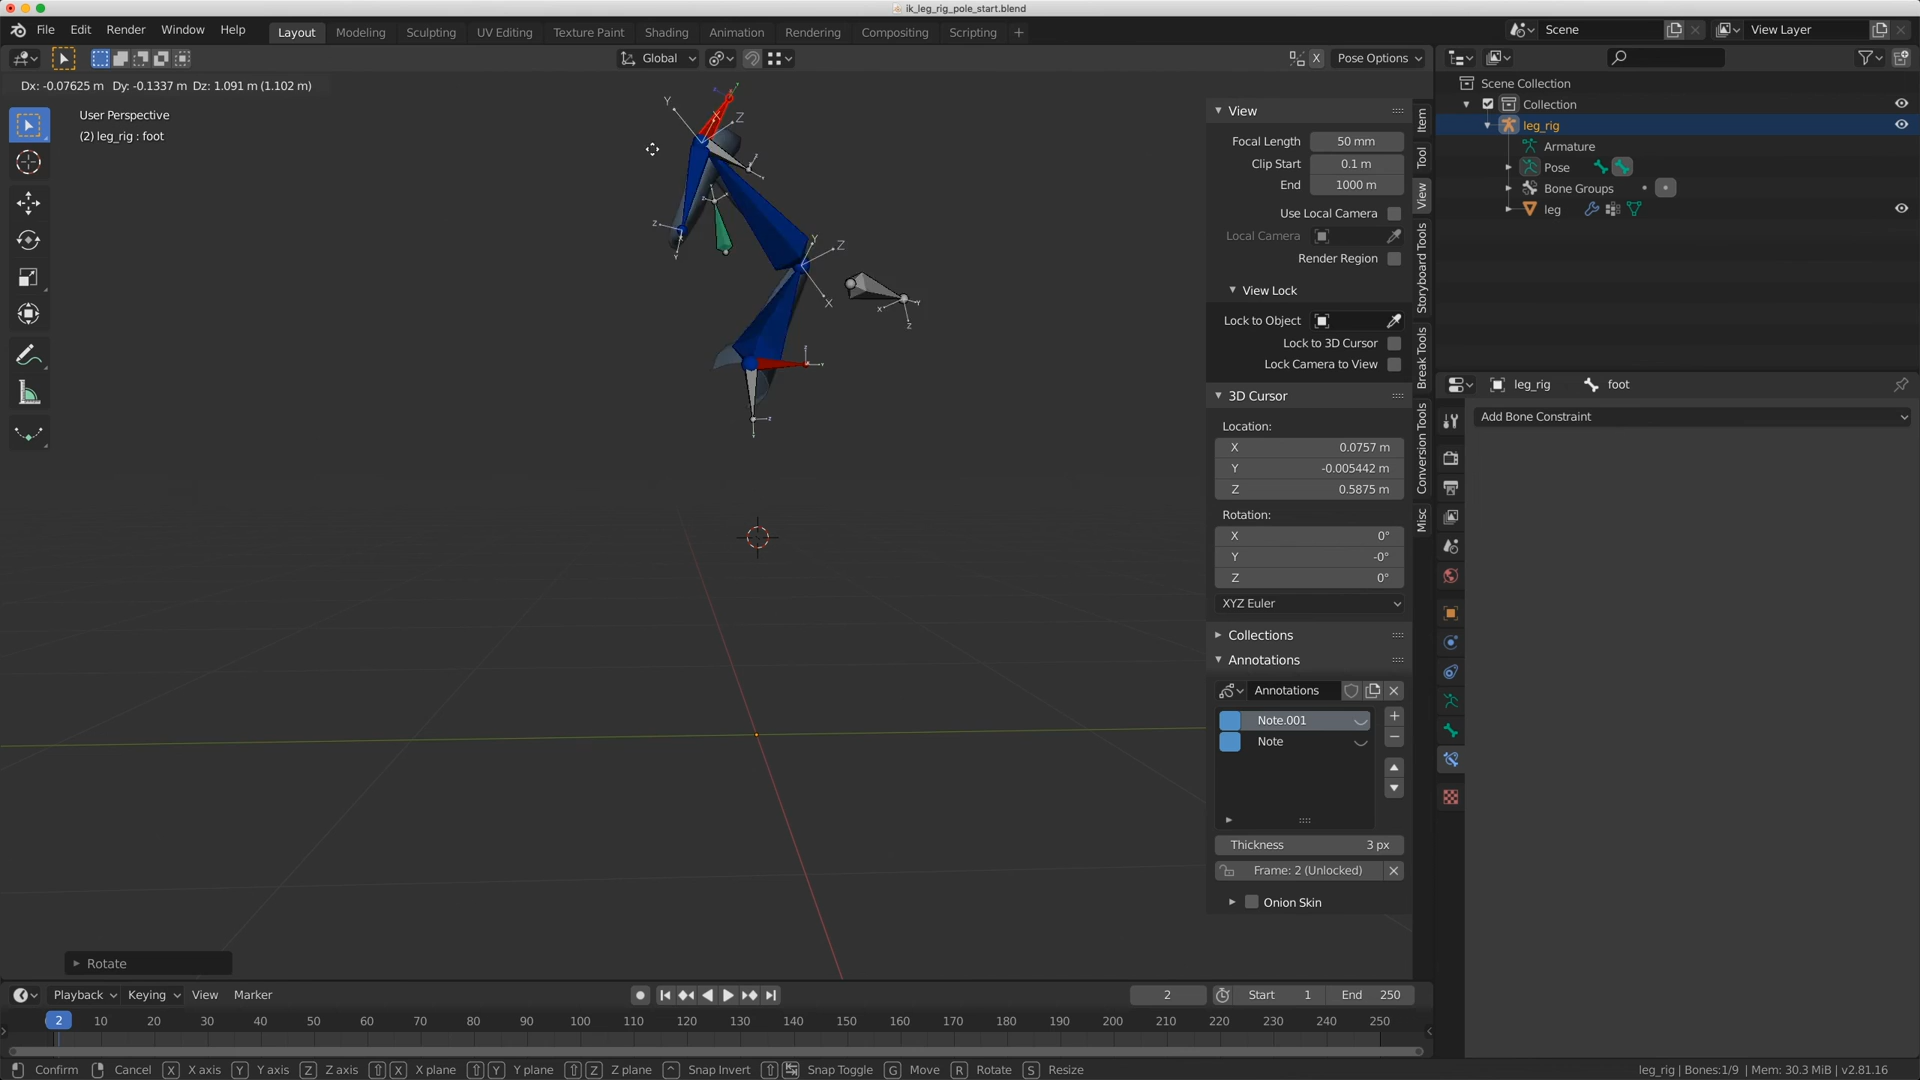 ik_leg_rig_pole_start.blend
File Edit Render Window Help Layout Modeling Sculpting UV Editing Texture Paint Shading Animation Rendering Compositing Scripting + Scene View Layer
Global X Pose Options
Dx: -0.07625 m Dy: -0.1337 m Dz: 1.091 m (1.102 m)
User Perspective
(2) leg_rig : foot
View
Focal Length 50 mm
Clip Start 0.1 m
End 1000 m
Use Local Camera
Local Camera
Render Region
View Lock
Lock to Object
Lock to 3D Cursor
Lock Camera to View
3D Cursor
Location:
X 0.0757 m
Y -0.005442 m
Z 0.5875 m
Rotation:
X 0°
Y -0°
Z 0°
XYZ Euler
Collections
Annotations
Annotations
Note.001
Note
Thickness 3 px
Frame: 2 (Unlocked)
Onion Skin
Item
Tool
View
Storyboard Tools
Break Tools
Conversion Tools
Misc
Scene Collection
Collection
leg_rig
Armature
Pose
Bone Groups
leg
leg_rig foot
Add Bone Constraint
Y
X
Z
Z
Y
Y
Z
X
X
Y
Z
Rotate
Playback Keying View Marker 2 Start 1 End 250
2 10 20 30 40 50 60 70 80 90 100 110 120 130 140 150 160 170 180 190 200 210 220 230 240 250
Confirm Cancel X X axis Y Y axis Z Z axis X X plane Y Y plane Z Z plane ^ Snap Invert Snap Toggle G Move R Rotate S Resize leg_rig | Bones:1/9 | Mem: 30.3 MiB | v2.81.16